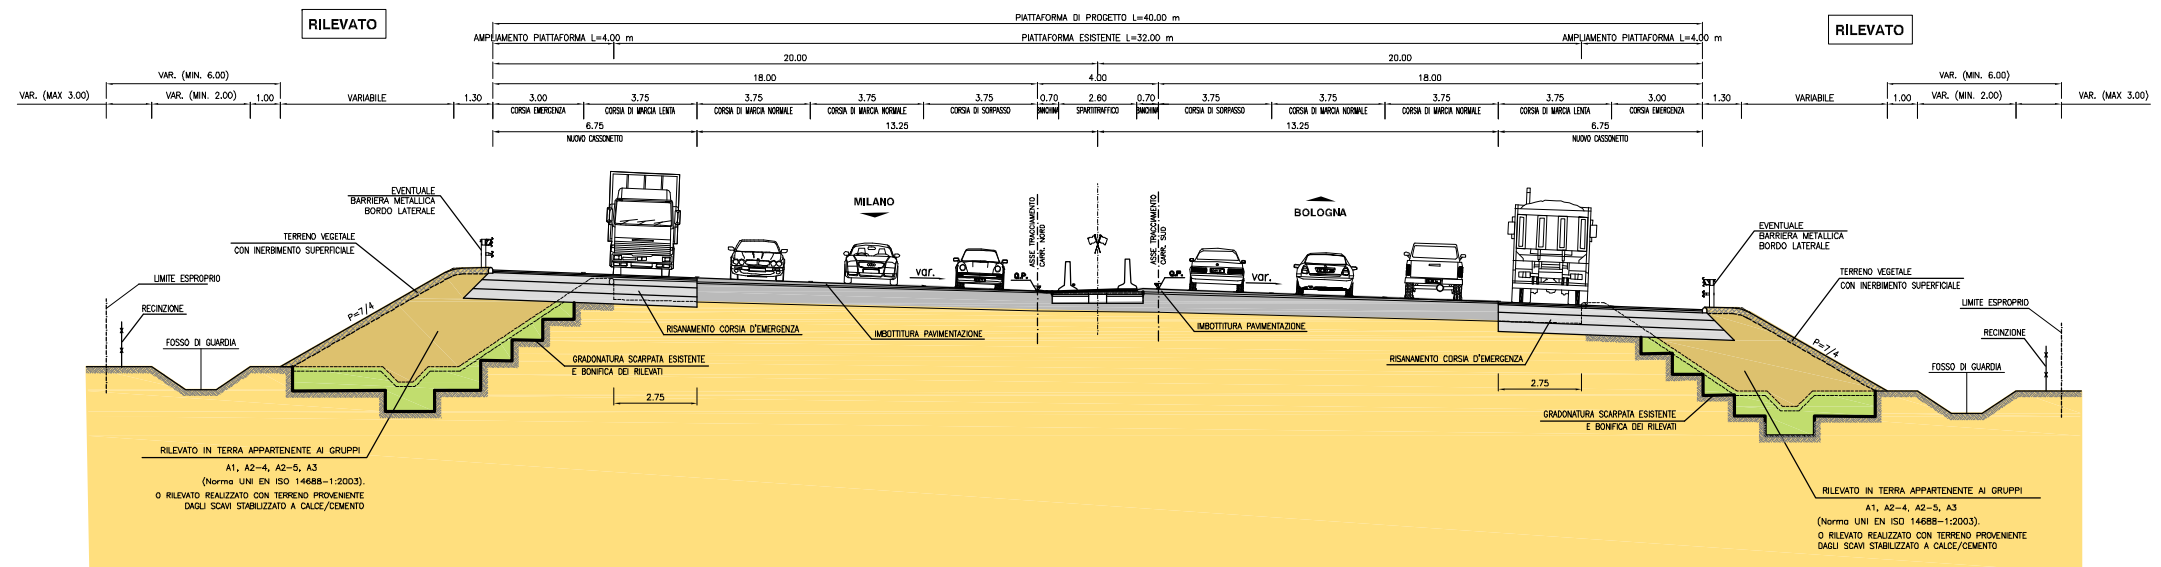 RILEVATO
PIATTAFORMA DI PROGETTO L=40.00 m
RILEVATO
AMPLIAMENTO PIATTAFORMA L=4.00 m
PIATTAFORMA ESISTENTE L=32.00 m
AMPLIAMENTO PIATTAFORMA L=4.00 m
20.00
20.00
VAR. (MIN. 6.00)
18.00
4.00
18.00
VAR. (MIN. 6.00)
VAR. (MAX 3.00)
VAR. (MIN. 2.00)
1.00
VARIABILE
1.30
3.00
3.75
3.75
3.75
3.75
0.70
2.60
0.70
3.75
3.75
3.75
3.75
3.00
1.30
VARIABILE
1.00
VAR. (MIN. 2.00)
VAR. (MAX 3.00)
CORSIA EMERGENZA
CORSIA DI MARCIA LENTA
CORSIA DI MARCIA NORMALE
CORSIA DI MARCIA NORMALE
CORSIA DI SORPASSO
BANCHINA
SPARTITRAFFICO
BANCHINA
CORSIA DI SORPASSO
CORSIA DI MARCIA NORMALE
CORSIA DI MARCIA NORMALE
CORSIA DI MARCIA LENTA
CORSIA EMERGENZA
6.75
13.25
13.25
6.75
NUOVO CASSONETTO
NUOVO CASSONETTO
EVENTUALE
BARRIERA METALLICA
BORDO LATERALE
MILANO
ASSE TRACCIAMENTO
CARR. NORD
ASSE TRACCIAMENTO
CARR. SUD
BOLOGNA
EVENTUALE
BARRIERA METALLICA
BORDO LATERALE
TERRENO VEGETALE
CON INERBIMENTO SUPERFICIALE
var.
Q.P.
Q.P.
var.
TERRENO VEGETALE
CON INERBIMENTO SUPERFICIALE
LIMITE ESPROPRIO
LIMITE ESPROPRIO
RECINZIONE
P=7/4
RISANAMENTO CORSIA D'EMERGENZA
IMBOTTITURA PAVIMENTAZIONE
IMBOTTITURA PAVIMENTAZIONE
P=7/4
RECINZIONE
FOSSO DI GUARDIA
GRADONATURA SCARPATA ESISTENTE
E BONIFICA DEI RILEVATI
RISANAMENTO CORSIA D'EMERGENZA
FOSSO DI GUARDIA
2.75
2.75
GRADONATURA SCARPATA ESISTENTE
E BONIFICA DEI RILEVATI
RILEVATO IN TERRA APPARTENENTE AI GRUPPI
A1, A2-4, A2-5, A3
(Norma UNI EN ISO 14688-1:2003).
O RILEVATO REALIZZATO CON TERRENO PROVENIENTE
DAGLI SCAVI STABILIZZATO A CALCE/CEMENTO
RILEVATO IN TERRA APPARTENENTE AI GRUPPI
A1, A2-4, A2-5, A3
(Norma UNI EN ISO 14688-1:2003).
O RILEVATO REALIZZATO CON TERRENO PROVENIENTE
DAGLI SCAVI STABILIZZATO A CALCE/CEMENTO